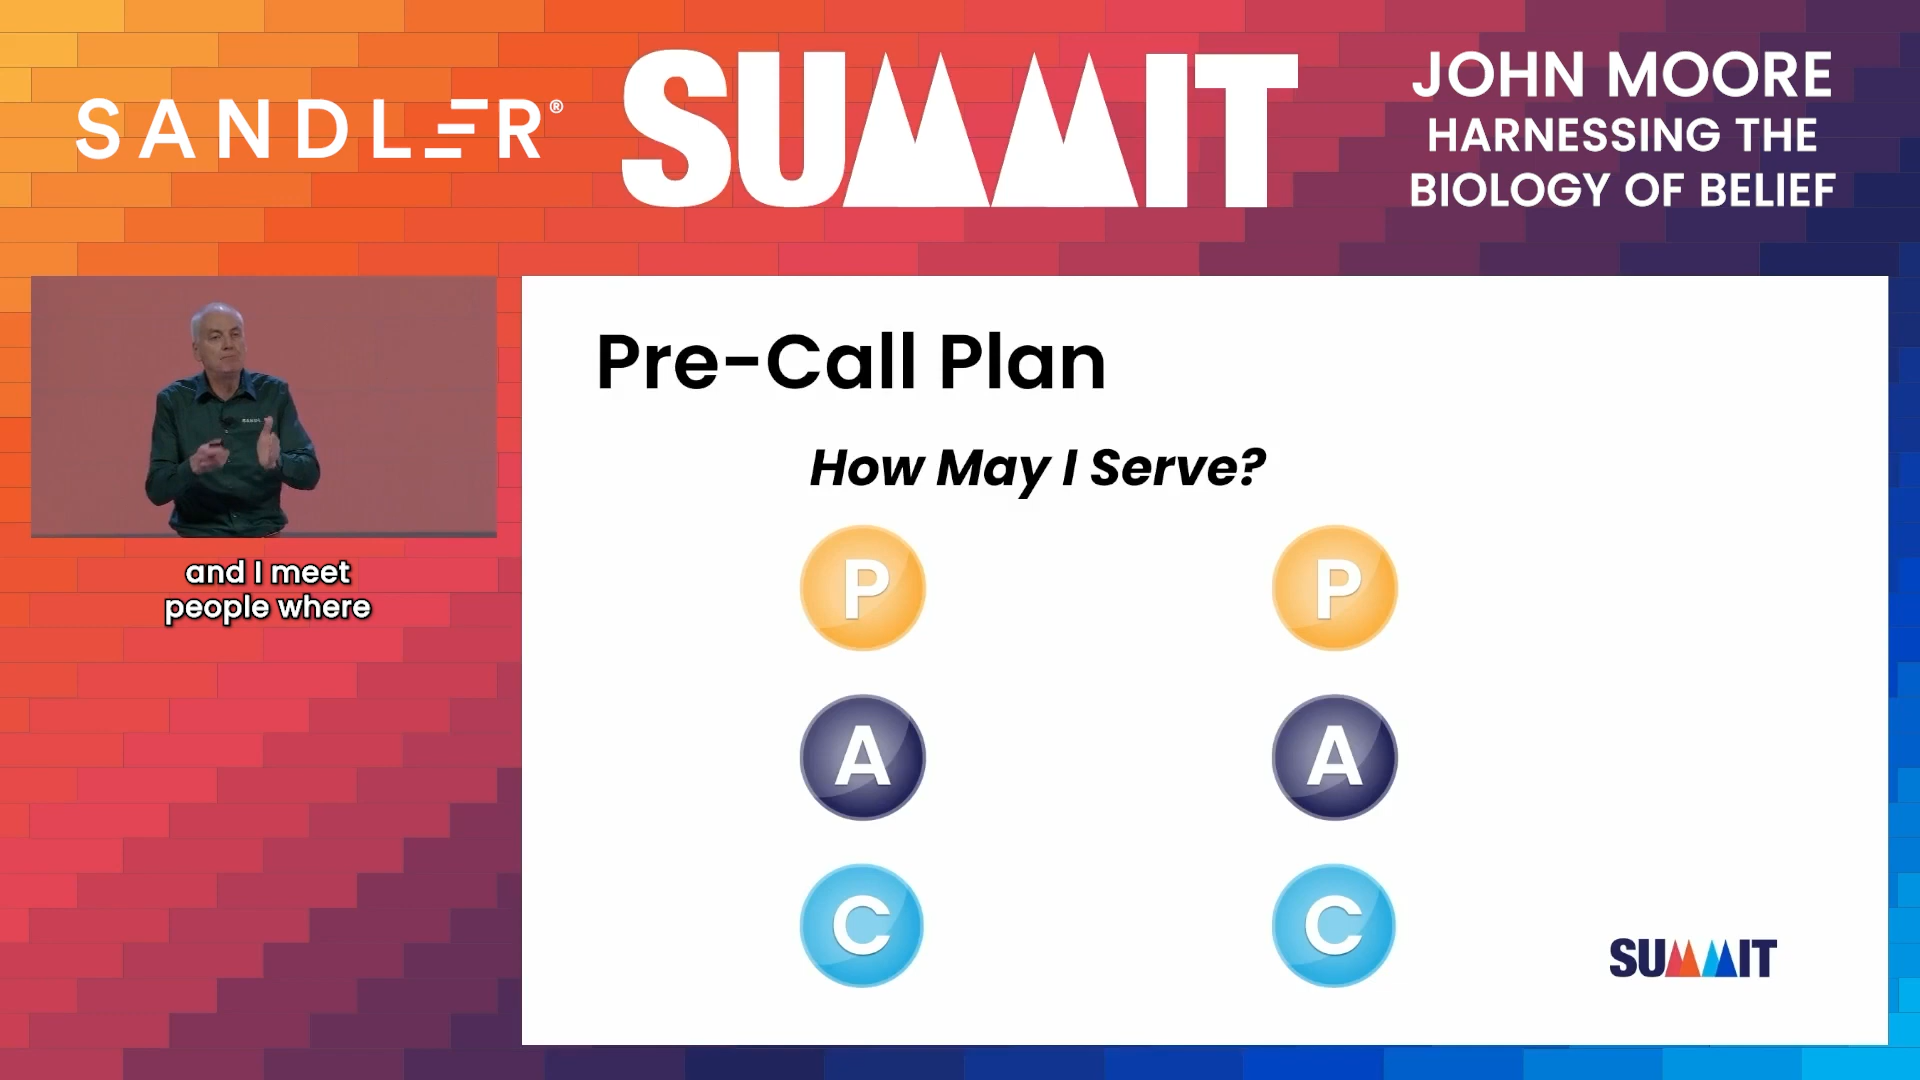 SANDLER®
SUMMIT
JOHN MOORE
HARNESSING THE
BIOLOGY OF BELIEF
and I meet
people where
Pre-Call Plan
How May I Serve?
P P
A A
C C
SUMMIT